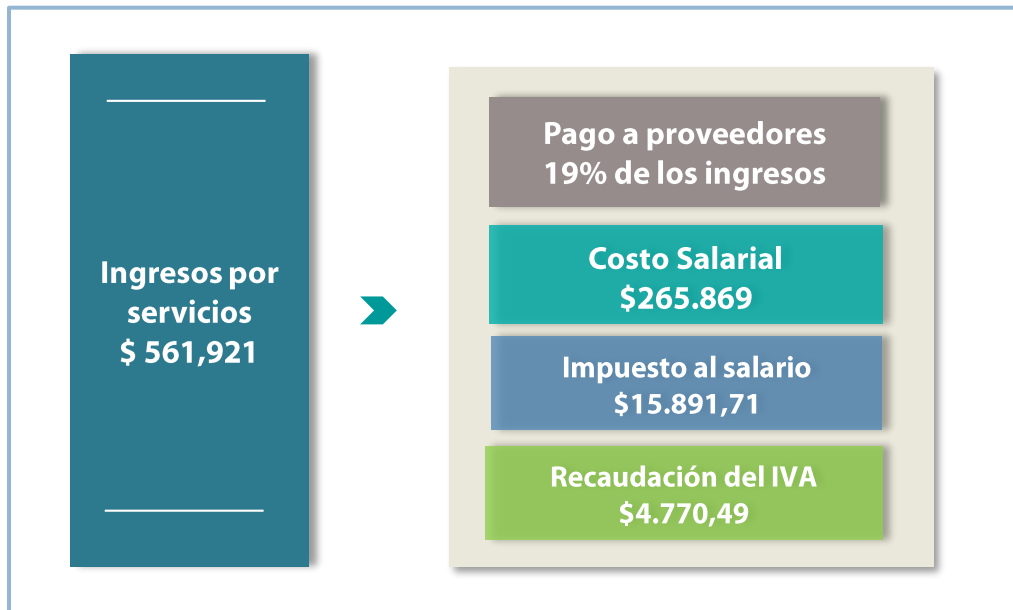 Ingresos por
servicios
$ 561,921
Pago a proveedores
19% de los ingresos
Costo Salarial
$265.869
Impuesto al salario
$15.891,71
Recaudación del IVA
$4.770,49